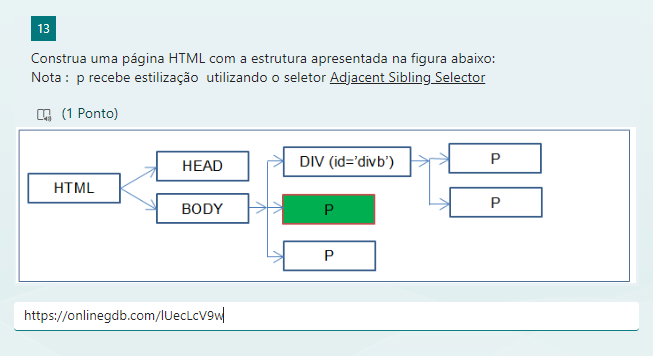 13
Construa uma página HTML com a estrutura apresentada na figura abaixo:
Nota :  p recebe estilização  utilizando o seletor Adjacent Sibling Selector
(1 Ponto)
HTML
HEAD
BODY
DIV (id='divb')
P
P
P
P
https://onlinegdb.com/lUecLcV9w